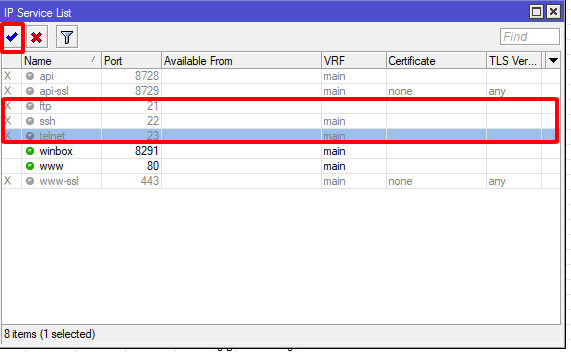 IP Service List
Find
Name Port Available From VRF Certificate TLS Ver...
X api 8728 main
X api-ssl 8729 main none any
X ftp 21
X ssh 22 main
X telnet 23 main
winbox 8291 main
www 80 main
X www-ssl 443 main none any
8 items (1 selected)